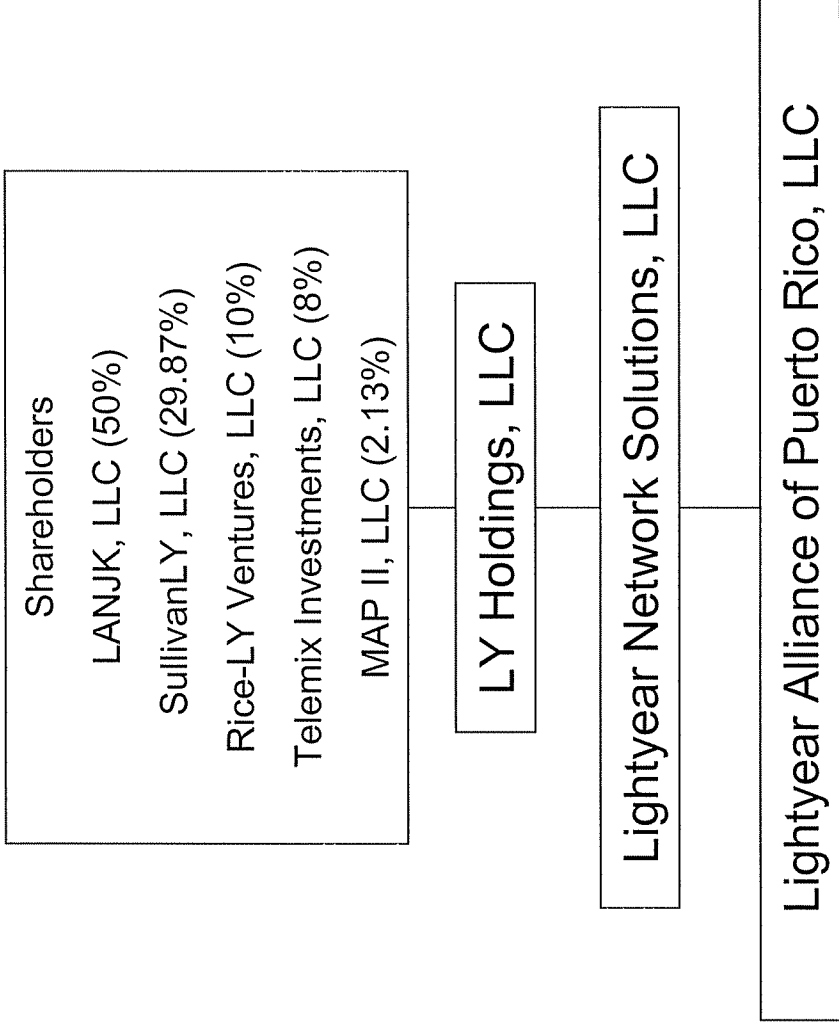 Shareholders
LANJK, LLC (50%)
SullivanLY, LLC (29.87%)
Rice-LY Ventures, LLC (10%)
Telemix Investments, LLC (8%)
MAP II, LLC (2.13%)
LY Holdings, LLC
Lightyear Network Solutions, LLC
Lightyear Alliance of Puerto Rico, LLC